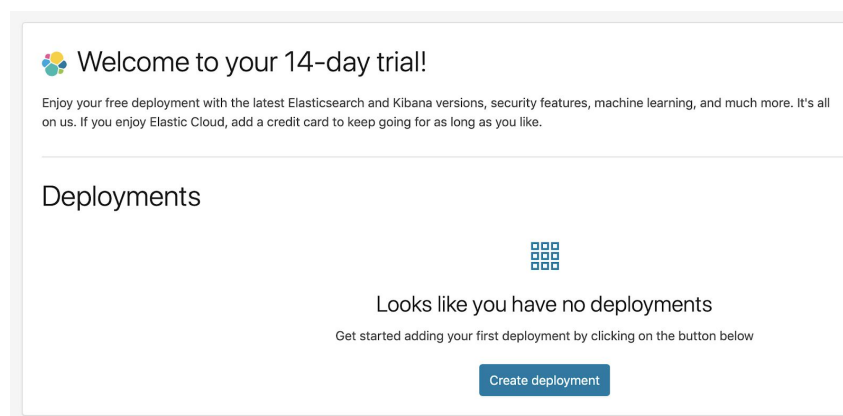 Welcome to your 14-day trial!
Enjoy your free deployment with the latest Elasticsearch and Kibana versions, security features, machine learning, and much more. It's all
on us. If you enjoy Elastic Cloud, add a credit card to keep going for as long as you like.
Deployments
Looks like you have no deployments
Get started adding your first deployment by clicking on the button below
Create deployment